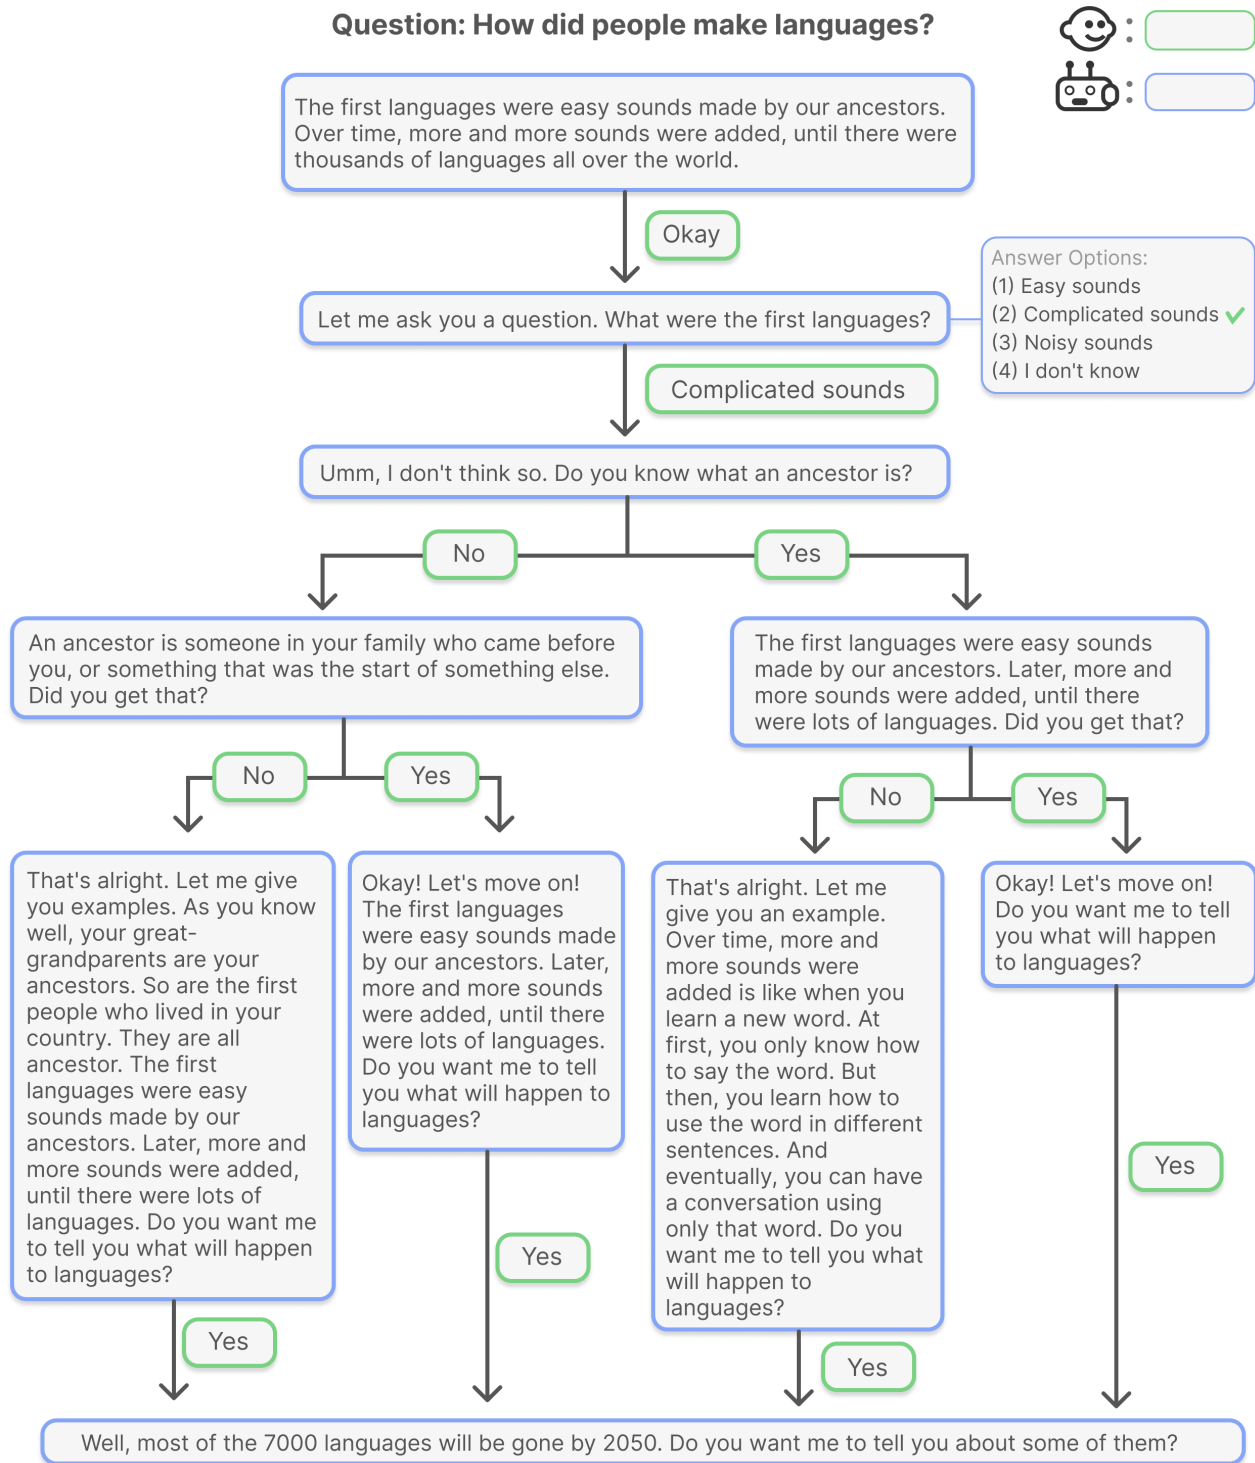 Question: How did people make languages?
:
:
The first languages were easy sounds made by our ancestors.
Over time, more and more sounds were added, until there were
thousands of languages all over the world.
Okay
Let me ask you a question. What were the first languages?
Answer Options:
(1) Easy sounds
(2) Complicated sounds
(3) Noisy sounds
(4) I don't know
Complicated sounds
Umm, I don't think so. Do you know what an ancestor is?
No
Yes
An ancestor is someone in your family who came before
you, or something that was the start of something else.
Did you get that?
The first languages were easy sounds
made by our ancestors. Later, more and
more sounds were added, until there
were lots of languages. Did you get that?
No
Yes
No
Yes
That's alright. Let me give
you examples. As you know
well, your great-
grandparents are your
ancestors. So are the first
people who lived in your
country. They are all
ancestor. The first
languages were easy
sounds made by our
ancestors. Later, more and
more sounds were added,
until there were lots of
languages. Do you want me
to tell you what will happen
to languages?
Okay! Let's move on!
The first languages
were easy sounds made
by our ancestors. Later,
more and more sounds
were added, until there
were lots of languages.
Do you want me to tell
you what will happen to
languages?
That's alright. Let me
give you an example.
Over time, more and
more sounds were
added is like when you
learn a new word. At
first, you only know how
to say the word. But
then, you learn how to
use the word in different
sentences. And
eventually, you can have
a conversation using
only that word. Do you
want me to tell you what
will happen to
languages?
Okay! Let's move on!
Do you want me to tell
you what will happen
to languages?
Yes
Yes
Yes
Yes
Well, most of the 7000 languages will be gone by 2050. Do you want me to tell you about some of them?